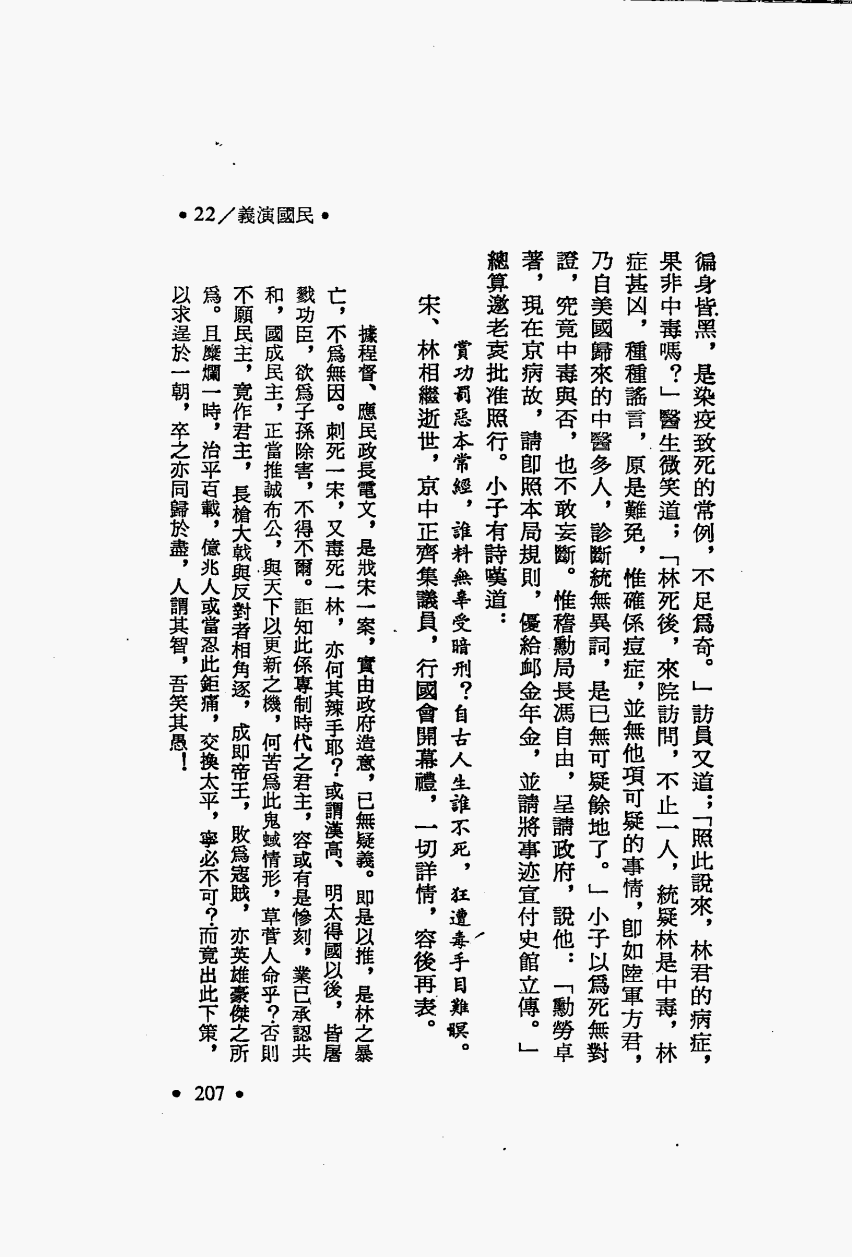 •22／義演國民•
徧身皆黑，是染疫致死的常例，不足爲奇。」訪員又道；「照此說來，林君的病症，
果非中毒嗎？」醫生微笑道；「林死後，來院訪問，不止一人，統疑林是中毒，林
症甚凶，種種謠言，原是難免，惟確係痘症，並無他項可疑的事情，卽如陸軍方君，
乃自美國歸來的中醫多人，診斷統無異詞，是已無可疑餘地了。」小子以爲死無對
證，究竟中毒與否，也不敢妄斷。惟稽勳局長馮自由，呈請政府，說他：「勳勞卓
著，現在京病故，請卽照本局規則，優給卹金年金，並請將事迹宣付史館立傳。」
總算邀老袁批准照行。小子有詩嘆道：
賞功罰惡本常經，誰料無辜受暗刑？自古人生誰不死，狂遭毒手目難瞑。
宋、林相繼逝世，京中正齊集議員，行國會開幕禮，一切詳情，容後再表。
據程督、應民政長電文，是戕宋一案，實由政府造意，已無疑義。即是以推，是林之暴
亡，不爲無因。刺死一宋，又毒死一林，亦何其辣手耶？或謂漢高、明太得國以後，皆屠
戮功臣，欲爲子孫除害，不得不爾。詎知此係專制時代之君主，容或有是慘刻，業已承認共
和，國成民主，正當推誠布公，與天下以更新之機，何苦爲此鬼蜮情形，草菅人命乎？否則
不願民主，竟作君主，長槍大戟與反對者相角逐，成即帝王，敗爲寇賊，亦英雄豪傑之所
爲。且糜爛一時，治平百載，億兆人或當忍此鉅痛，交換太平，寧必不可？而竟出此下策，
以求逞於一朝，卒之亦同歸於盡，人謂其智，吾笑其愚！
•207•